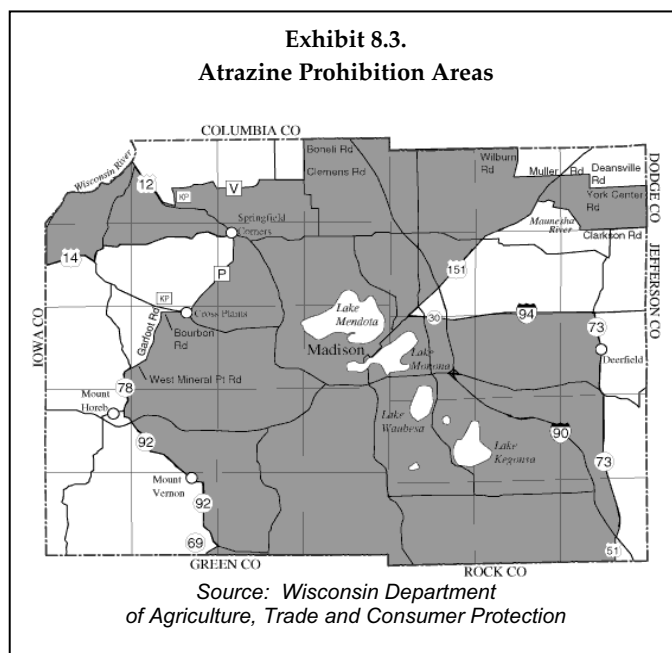 Exhibit 8.3.
Atrazine Prohibition Areas
COLUMBIA CO
Wisconsin River
Boneli Rd
Clemens Rd
Wilburn
Rd
Muller Rd
Deansville
Rd
DODGE CO
12
KP
V
York Center
Rd
Maunesha
River
Springfield
Corners
Clarkson Rd
14
P
151
JEFFERSON CO
KP
Lake
Mendota
94
IOWA CO
Garfoot Rd
Cross Plains
30
73
Bourbon
Rd
Madison
Lake
Monona
Deerfield
West Mineral Pt Rd
78
Mount
Horeb
Lake
Waubesa
92
90
Lake
Kegonsa
73
Mount
Vernon
92
69
51
GREEN CO
ROCK CO
Source: Wisconsin Department
of Agriculture, Trade and Consumer Protection